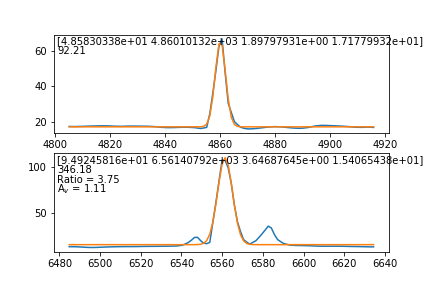 [4.85830338e+01 4.86010132e+03 1.89797931e+00 1.71779932e+01]
92.21
60
40
20
4800 4820 4840 4860 4880 4900 4920
[9.49245816e+01 6.56140792e+03 3.64687645e+00 1.54065438e+01]
346.18
Ratio = 3.75
Aᵥ = 1.11
100
50
6480 6500 6520 6540 6560 6580 6600 6620 6640